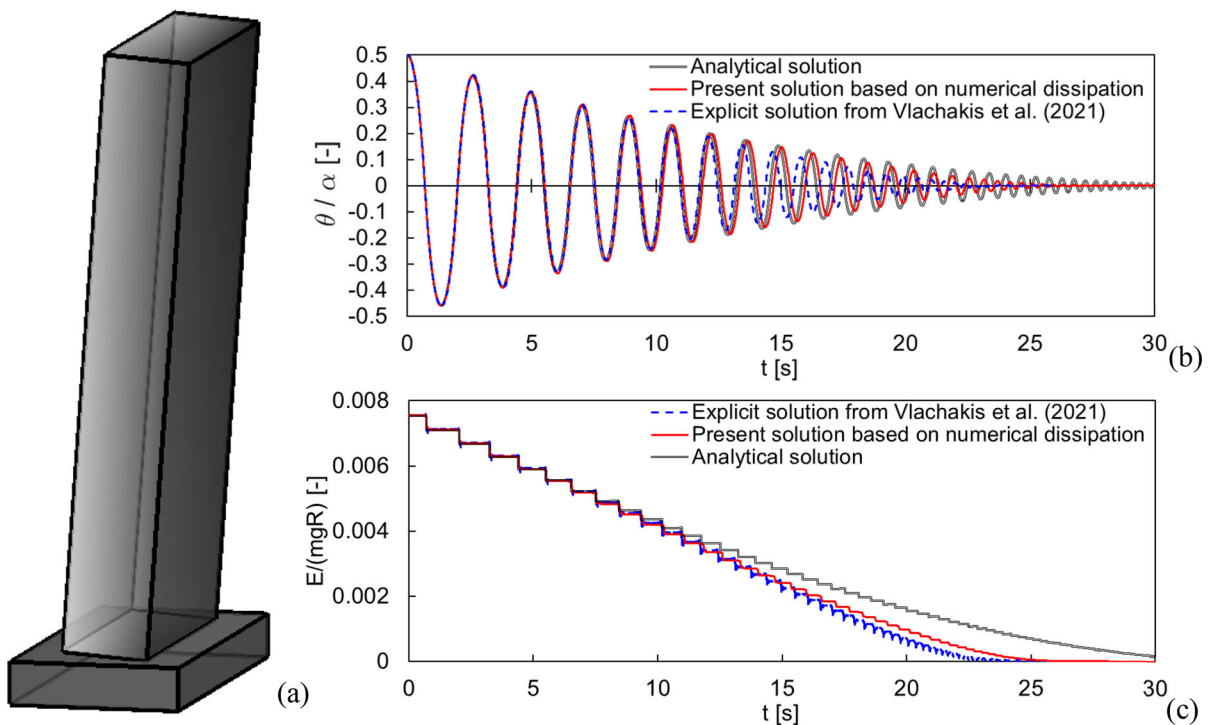 (a)
0.5
0.4
0.3
0.2
0.1
0
-0.1
-0.2
-0.3
-0.4
-0.5
θ / α [-]
Analytical solution
Present solution based on numerical dissipation
Explicit solution from Vlachakis et al. (2021)
0 5 10 15 20 25 30
t [s]
(b)
0.008
0.006
0.004
0.002
0
E/(mgR) [-]
Explicit solution from Vlachakis et al. (2021)
Present solution based on numerical dissipation
Analytical solution
0 5 10 15 20 25 30
t [s]
(c)